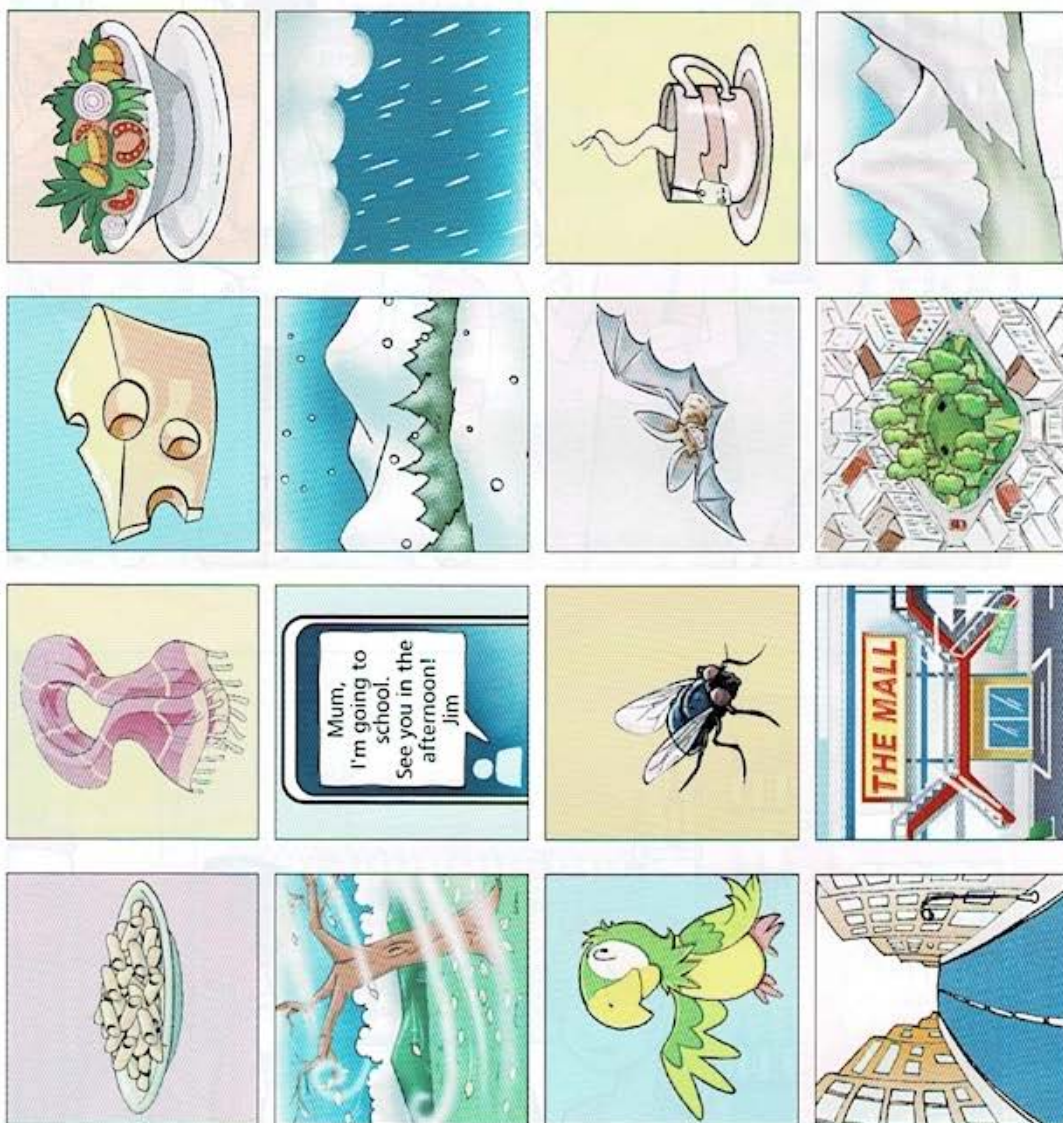 Mum,
I'm going to
school.
See you in the
afternoon!
Jim
THE MALL